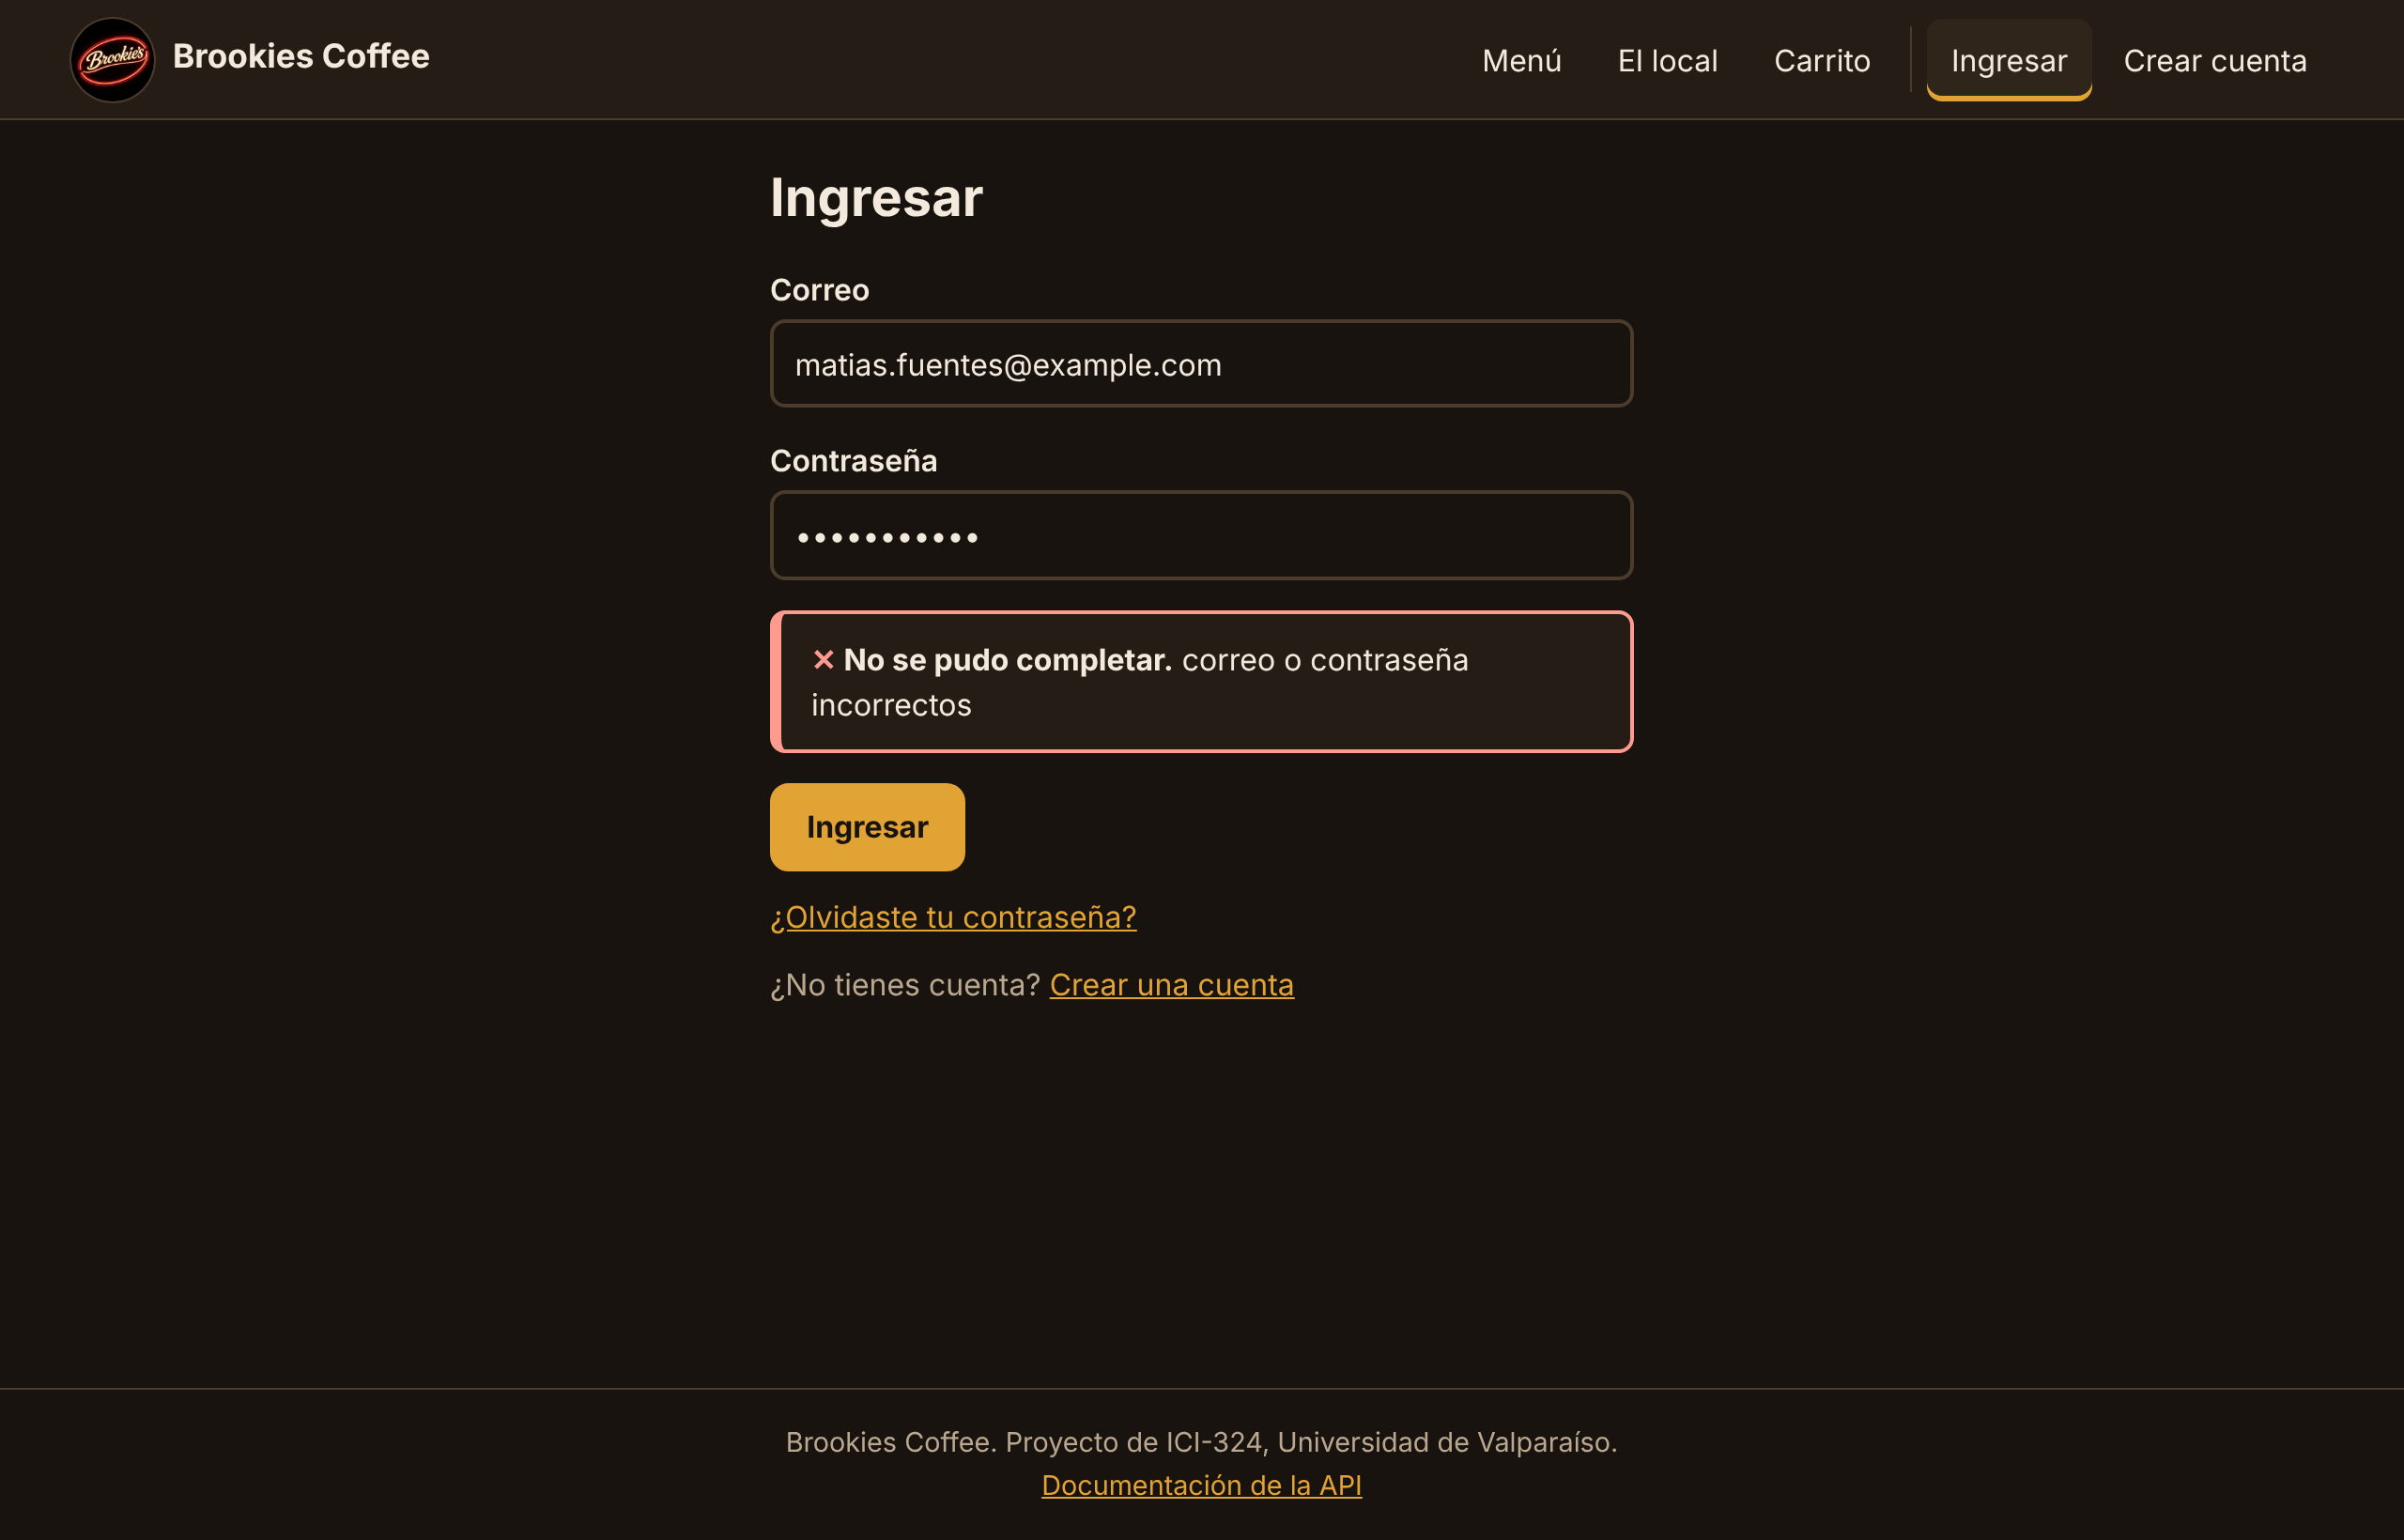 Brookies
Brookies Coffee
Menú
El local
Carrito
Ingresar
Crear cuenta
Ingresar
Correo
matias.fuentes@example.com
Contraseña
•••••••••••
✕ No se pudo completar. correo o contraseña
incorrectos
Ingresar
¿Olvidaste tu contraseña?
¿No tienes cuenta? Crear una cuenta
Brookies Coffee. Proyecto de ICI-324, Universidad de Valparaíso.
Documentación de la API